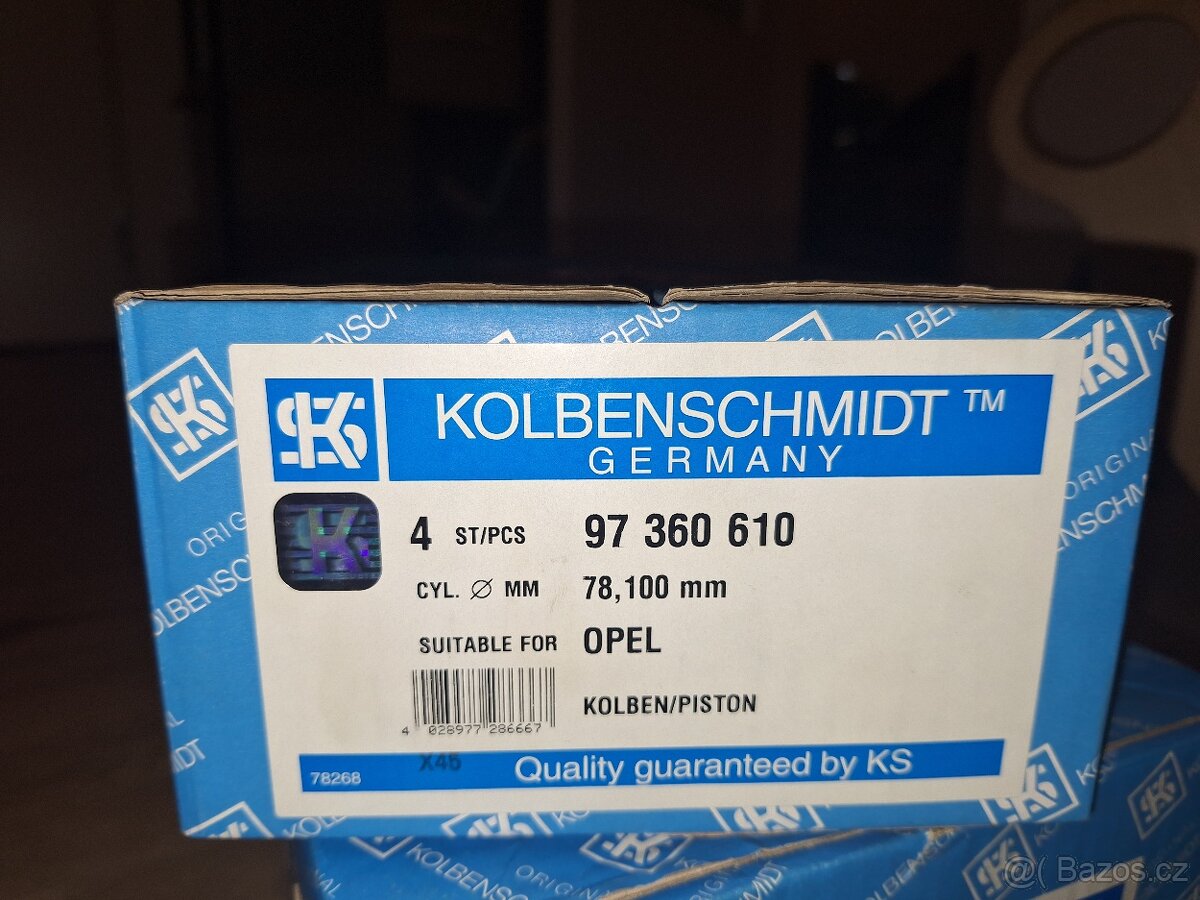 KOLBENSCHMIDT ™
GERMANY
4 ST/PCS 97 360 610
CYL. Ø MM 78,100 mm
SUITABLE FOR OPEL
4 028977 286667
KOLBEN/PISTON
X46
78268 Quality guaranteed by KS
KOLBENSCHMIDT
ORIGINAL
@( Bazos.cz